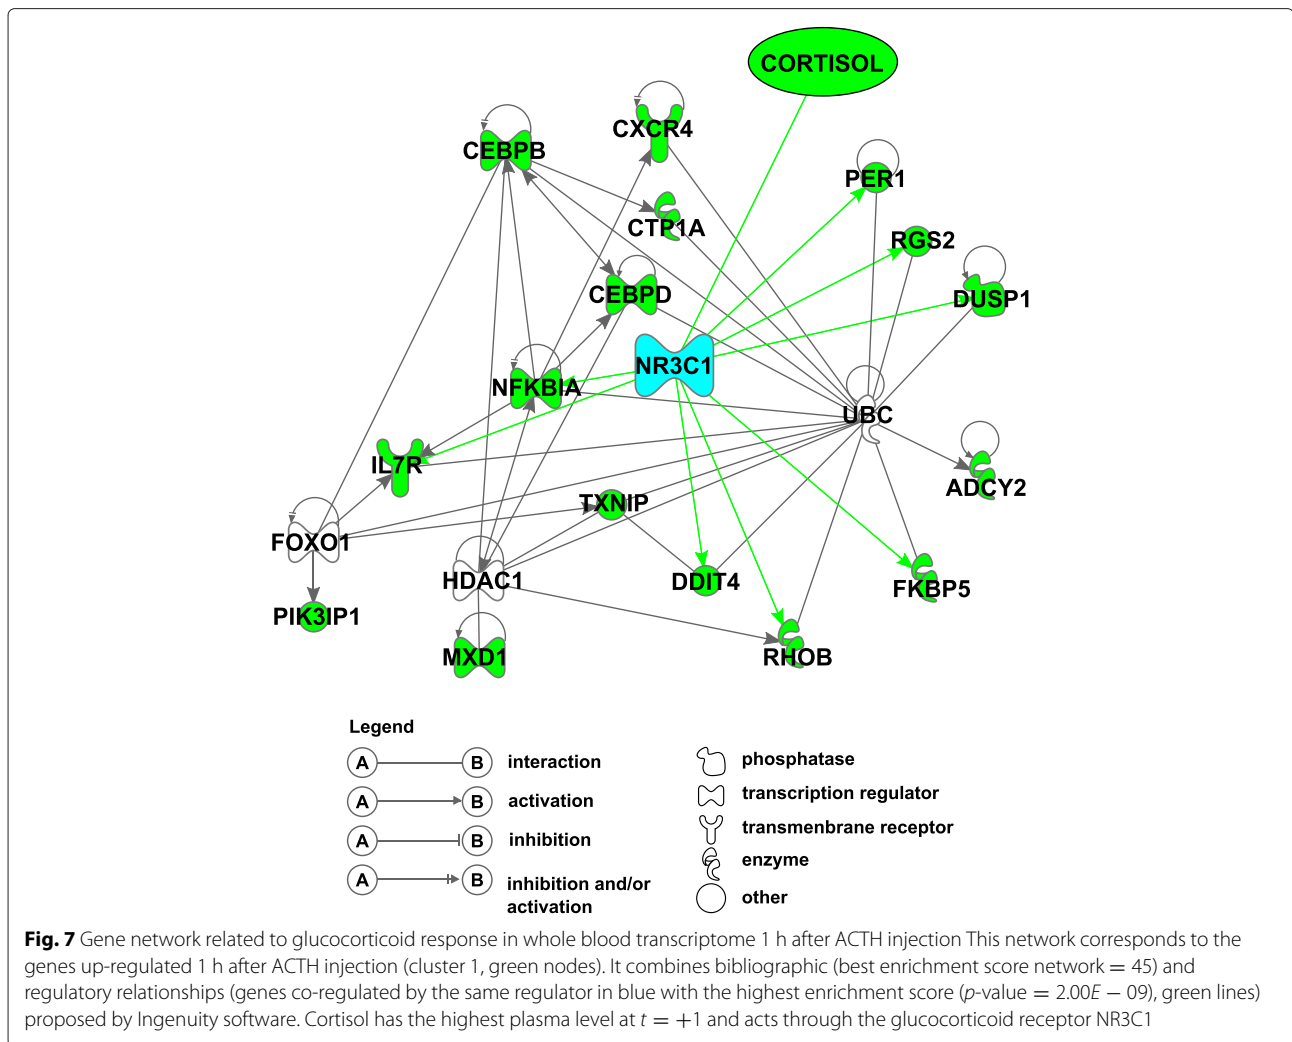 CORTISOL
CXCR4
CEBPB
PER1
CTP1A
RGS2
CEBPD
DUSP1
NR3C1
NFKBIA
UBC
IL7R
ADCY2
TXNIP
FOXO1
HDAC1
DDIT4
FKBP5
PIK3IP1
MXD1
RHOB
Legend
A B interaction
A B activation
A B inhibition
A B inhibition and/or
activation
phosphatase
transcription regulator
transmenbrane receptor
enzyme
other
Fig. 7 Gene network related to glucocorticoid response in whole blood transcriptome 1 h after ACTH injection This network corresponds to the
genes up-regulated 1 h after ACTH injection (cluster 1, green nodes). It combines bibliographic (best enrichment score network = 45) and
regulatory relationships (genes co-regulated by the same regulator in blue with the highest enrichment score (p-value = 2.00E − 09), green lines)
proposed by Ingenuity software. Cortisol has the highest plasma level at t = +1 and acts through the glucocorticoid receptor NR3C1